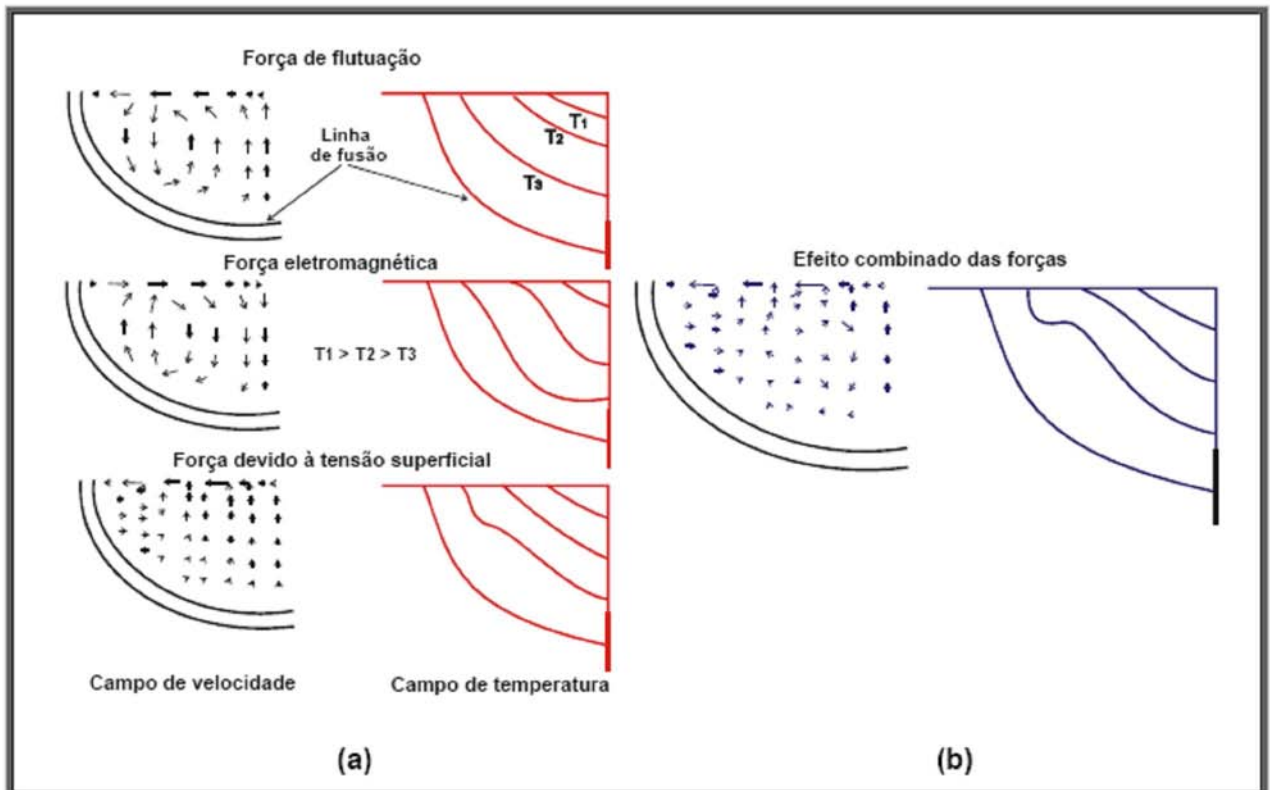 Força de flutuação
Linha
de fusão
T1
T2
T3
Força eletromagnética
T1 > T2 > T3
Força devido à tensão superficial
Campo de velocidade
Campo de temperatura
(a)
Efeito combinado das forças
(b)